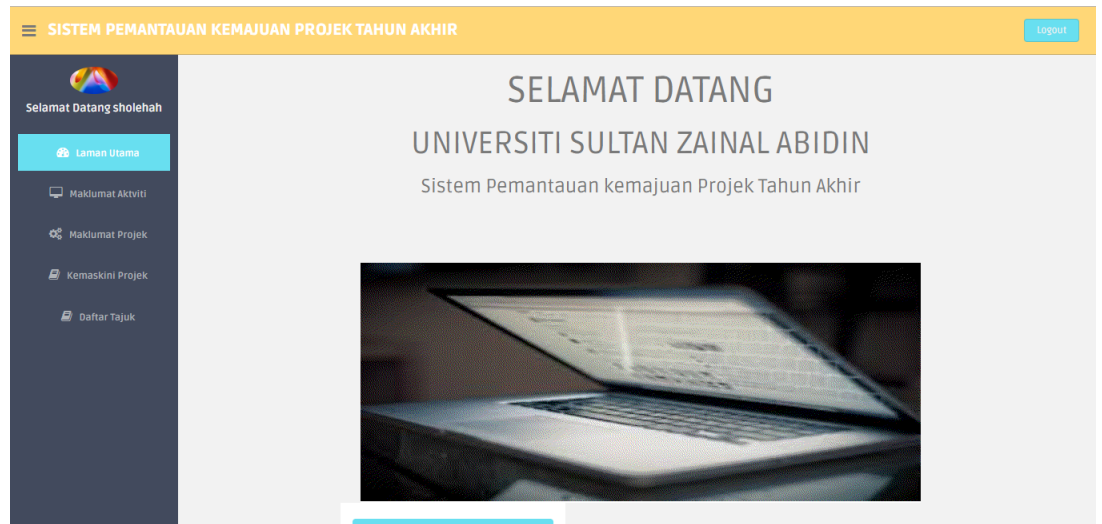 SISTEM PEMANTAUAN KEMAJUAN PROJEK TAHUN AKHIR
Logout
Selamat Datang sholehah
Laman Utama
Maklumat Aktviti
Maklumat Projek
Kemaskini Projek
Daftar Tajuk
SELAMAT DATANG
UNIVERSITI SULTAN ZAINAL ABIDIN
Sistem Pemantauan kemajuan Projek Tahun Akhir